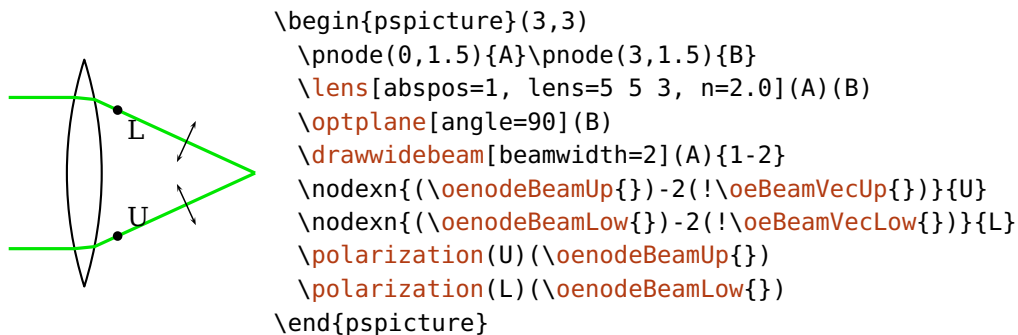 L
U
\begin{pspicture}(3,3)
  \pnode(0,1.5){A}\pnode(3,1.5){B}
  \lens[abspos=1, lens=5 5 3, n=2.0](A)(B)
  \optplane[angle=90](B)
  \drawwidebeam[beamwidth=2](A){1-2}
  \nodexn{(\oenodeBeamUp{})-2(!\oeBeamVecUp{})}{U}
  \nodexn{(\oenodeBeamLow{})-2(!\oeBeamVecLow{})}{L}
  \polarization(U)(\oenodeBeamUp{})
  \polarization(L)(\oenodeBeamLow{})
\end{pspicture}